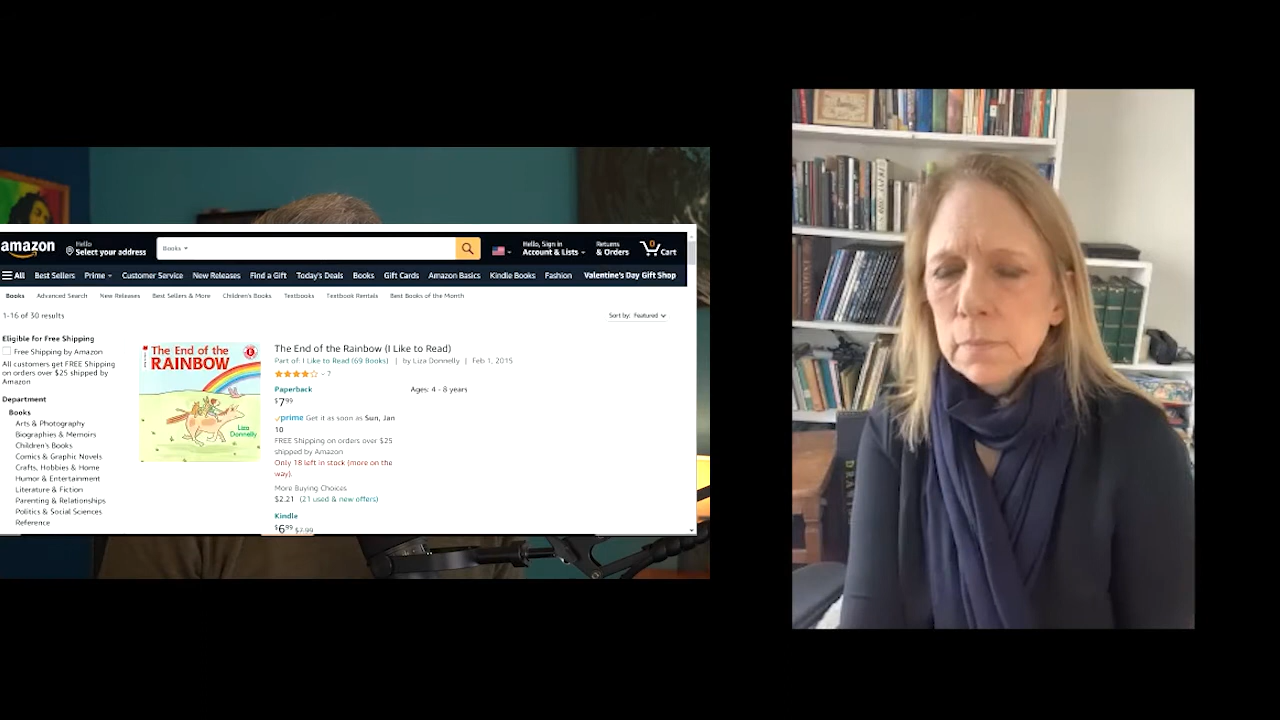 amazon
Hello
Select your address
Books
Hello, Sign in
Account & Lists
Returns
& Orders
0
Cart
All
Best Sellers
Prime
Customer Service
New Releases
Find a Gift
Today's Deals
Books
Gift Cards
Amazon Basics
Kindle Books
Fashion
Valentine's Day Gift Shop
Books
Advanced Search
New Releases
Best Sellers & More
Children's Books
Textbooks
Textbook Rentals
Best Books of the Month
1-16 of 30 results
Sort by: Featured
Eligible for Free Shipping
Free Shipping by Amazon
All customers get FREE Shipping
on orders over $25 shipped by
Amazon
Department
Books
Arts & Photography
Biographies & Memoirs
Children's Books
Comics & Graphic Novels
Crafts, Hobbies & Home
Humor & Entertainment
Literature & Fiction
Parenting & Relationships
Politics & Social Sciences
Reference
The End of the
RAINBOW
Liza
Donnelly
The End of the Rainbow (I Like to Read)
Part of: I Like to Read (69 Books) | by Liza Donnelly | Feb 1, 2015
7
Paperback
$7.99
Ages: 4 - 8 years
prime Get it as soon as Sun, Jan
10
FREE Shipping on orders over $25
shipped by Amazon
Only 18 left in stock (more on the
way).
More Buying Choices
$2.21 (21 used & new offers)
Kindle
$6.99 $7.99